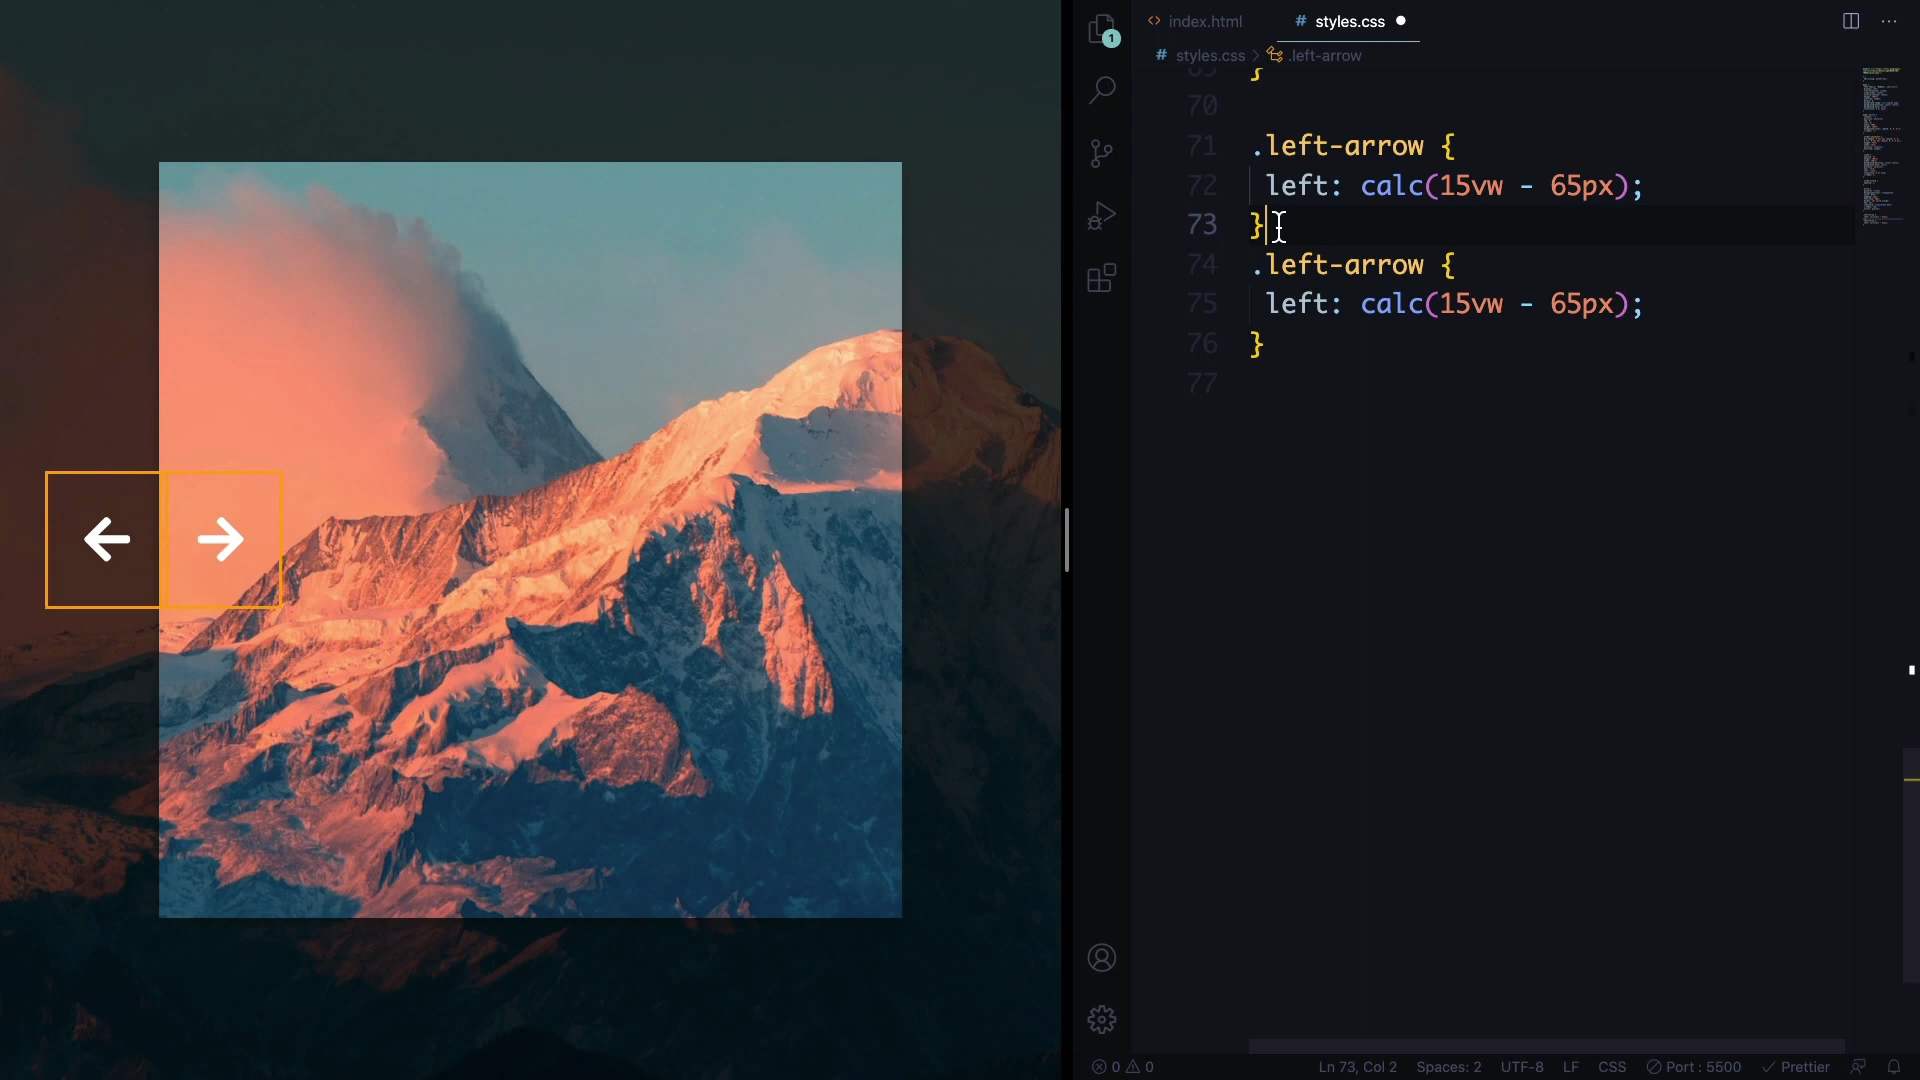 index.html
# styles.css
1
# styles.css > .left-arrow
69 }
70
71 .left-arrow {
72 left: calc(15vw - 65px);
73 }
74 .left-arrow {
75 left: calc(15vw - 65px);
76 }
77
0 0 Ln 73, Col 2 Spaces: 2 UTF-8 LF CSS Port : 5500 Prettier